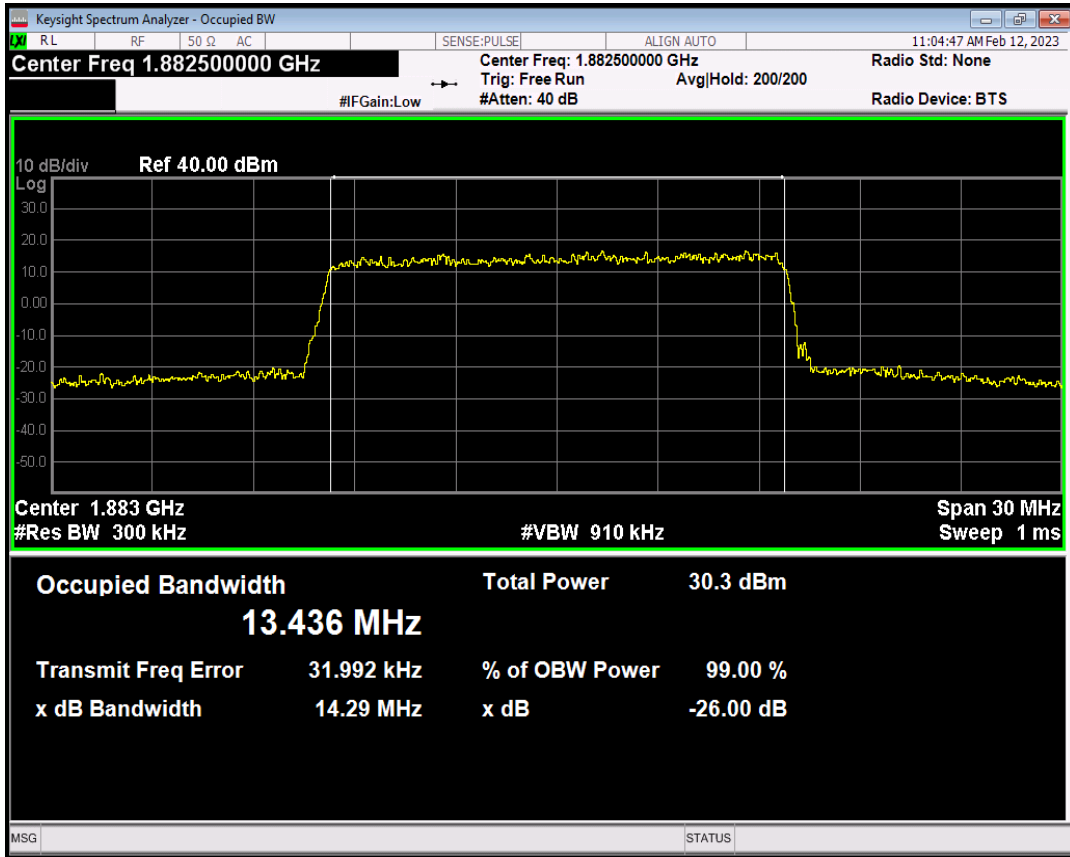 Keysight Spectrum Analyzer - Occupied BW
LXI RL RF 50 Ω AC SENSE:PULSE ALIGN AUTO 11:04:47 AM Feb 12, 2023
Center Freq 1.882500000 GHz Center Freq: 1.882500000 GHz Radio Std: None
Trig: Free Run Avg|Hold: 200/200
#IFGain:Low #Atten: 40 dB Radio Device: BTS
10 dB/div Ref 40.00 dBm
Log
30.0
20.0
10.0
0.00
-10.0
-20.0
-30.0
-40.0
-50.0
Center 1.883 GHz Span 30 MHz
#Res BW 300 kHz #VBW 910 kHz Sweep 1 ms
Occupied Bandwidth Total Power 30.3 dBm
13.436 MHz
Transmit Freq Error 31.992 kHz % of OBW Power 99.00 %
x dB Bandwidth 14.29 MHz x dB -26.00 dB
MSG STATUS